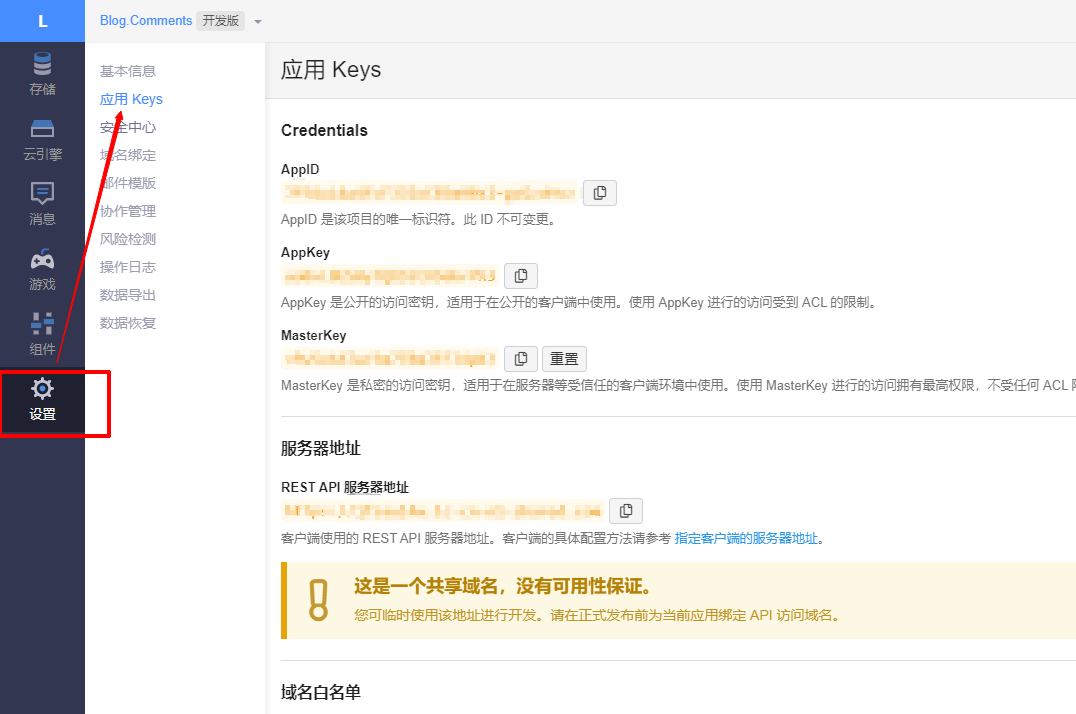 L
Blog.Comments 开发版
存储
云引擎
消息
游戏
组件
设置
基本信息
应用 Keys
安全中心
域名绑定
邮件模版
协作管理
风险检测
操作日志
数据导出
数据恢复
应用 Keys
Credentials
AppID
AppID 是该项目的唯一标识符。此 ID 不可变更。
AppKey
AppKey 是公开的访问密钥，适用于在公开的客户端中使用。使用 AppKey 进行的访问受到 ACL 的限制。
MasterKey
重置
MasterKey 是私密的访问密钥，适用于在服务器等受信任的客户端环境中使用。使用 MasterKey 进行的访问拥有最高权限，不受任何 ACL
服务器地址
REST API 服务器地址
客户端使用的 REST API 服务器地址。客户端的具体配置方法请参考 指定客户端的服务器地址。
这是一个共享域名，没有可用性保证。
您可临时使用该地址进行开发。请在正式发布前为当前应用绑定 API 访问域名。
域名白名单